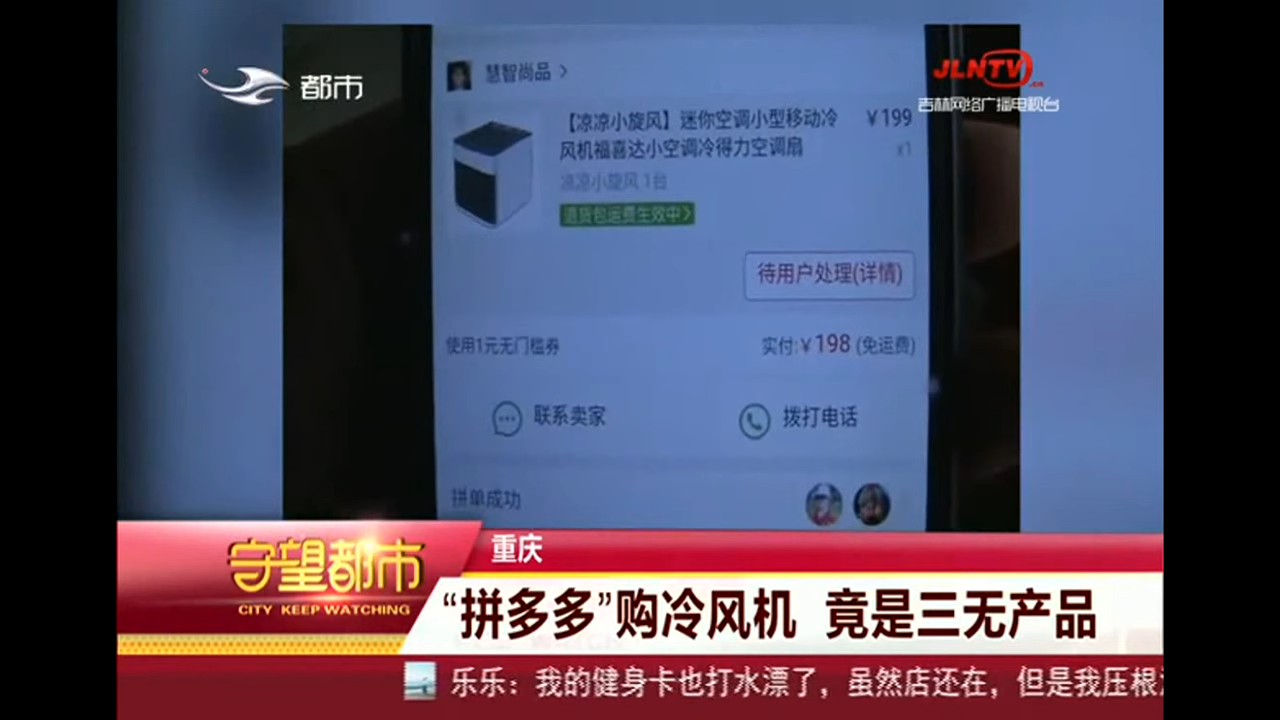 都市
JLNTV.CN
吉林网络广播电视台
慧智尚品 >
【凉凉小旋风】迷你空调小型移动冷 ￥199
风机福喜达小空调冷得力空调扇 x1
凉凉小旋风 1台
退货包运费生效中 >
待用户处理(详情)
使用1元无门槛券 实付:￥198 (免运费)
联系卖家 拨打电话
拼单成功
守望都市
CITY KEEP WATCHING
重庆
“拼多多”购冷风机 竟是三无产品
乐乐：我的健身卡也打水漂了，虽然店还在，但是我压根